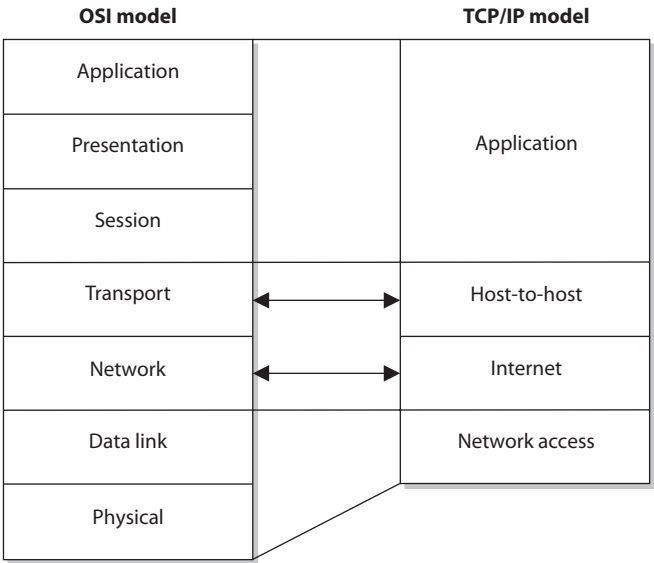 OSI model
TCP/IP model
Application
Presentation
Session
Transport
Network
Data link
Physical
Application
Host-to-host
Internet
Network access